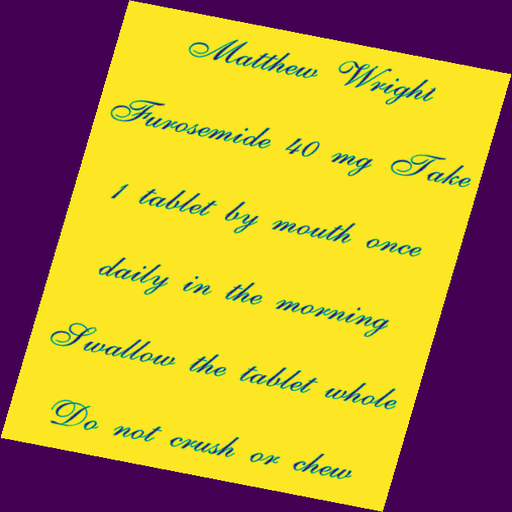 Matthew Wright
Furosemide 40 mg Take
1 tablet by mouth once
daily in the morning
Swallow the tablet whole
Do not crush or chew